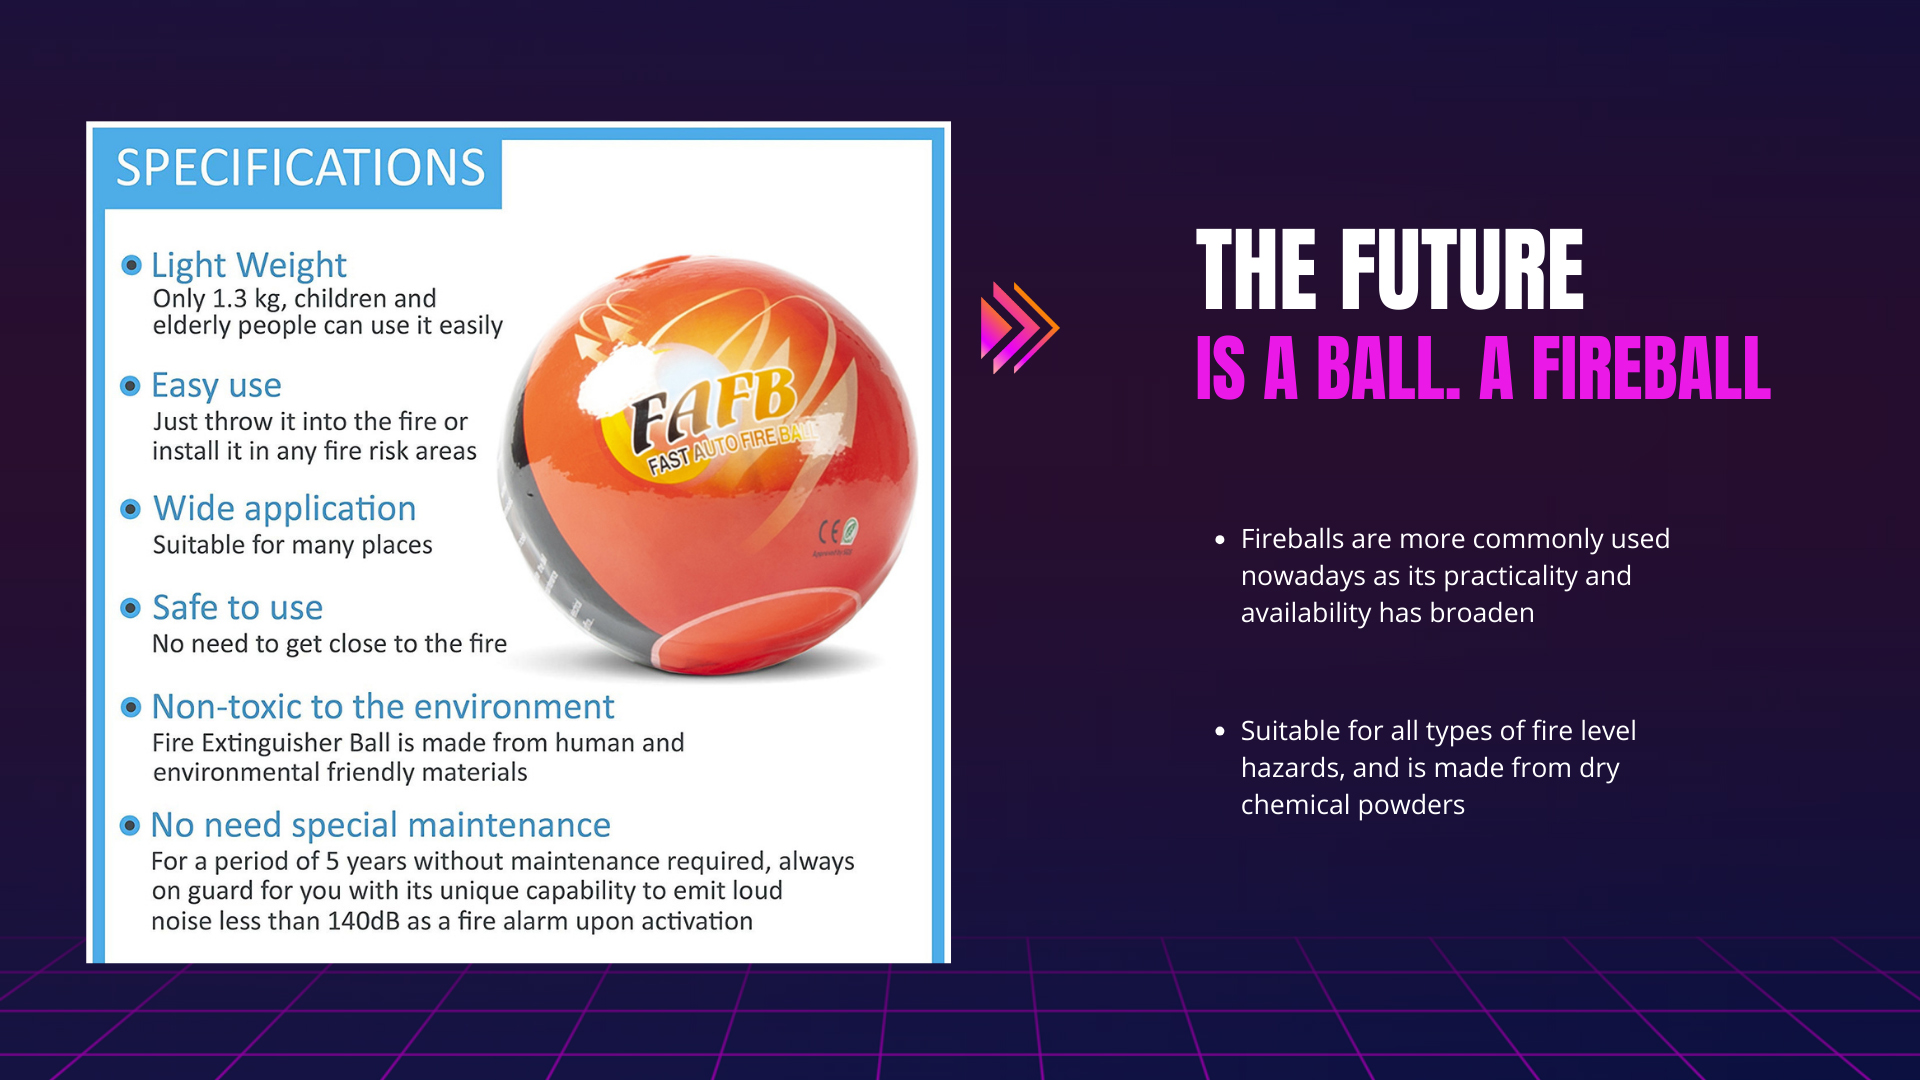 SPECIFICATIONS
Light Weight
Only 1.3 kg, children and
elderly people can use it easily
Easy use
Just throw it into the fire or
install it in any fire risk areas
Wide application
Suitable for many places
Safe to use
No need to get close to the fire
Non-toxic to the environment
Fire Extinguisher Ball is made from human and
environmental friendly materials
No need special maintenance
For a period of 5 years without maintenance required, always
on guard for you with its unique capability to emit loud
noise less than 140dB as a fire alarm upon activation
FAFB
FAST AUTO FIRE BALL
CE
THE FUTURE
IS A BALL. A FIREBALL
Fireballs are more commonly used
nowadays as its practicality and
availability has broaden
Suitable for all types of fire level
hazards, and is made from dry
chemical powders